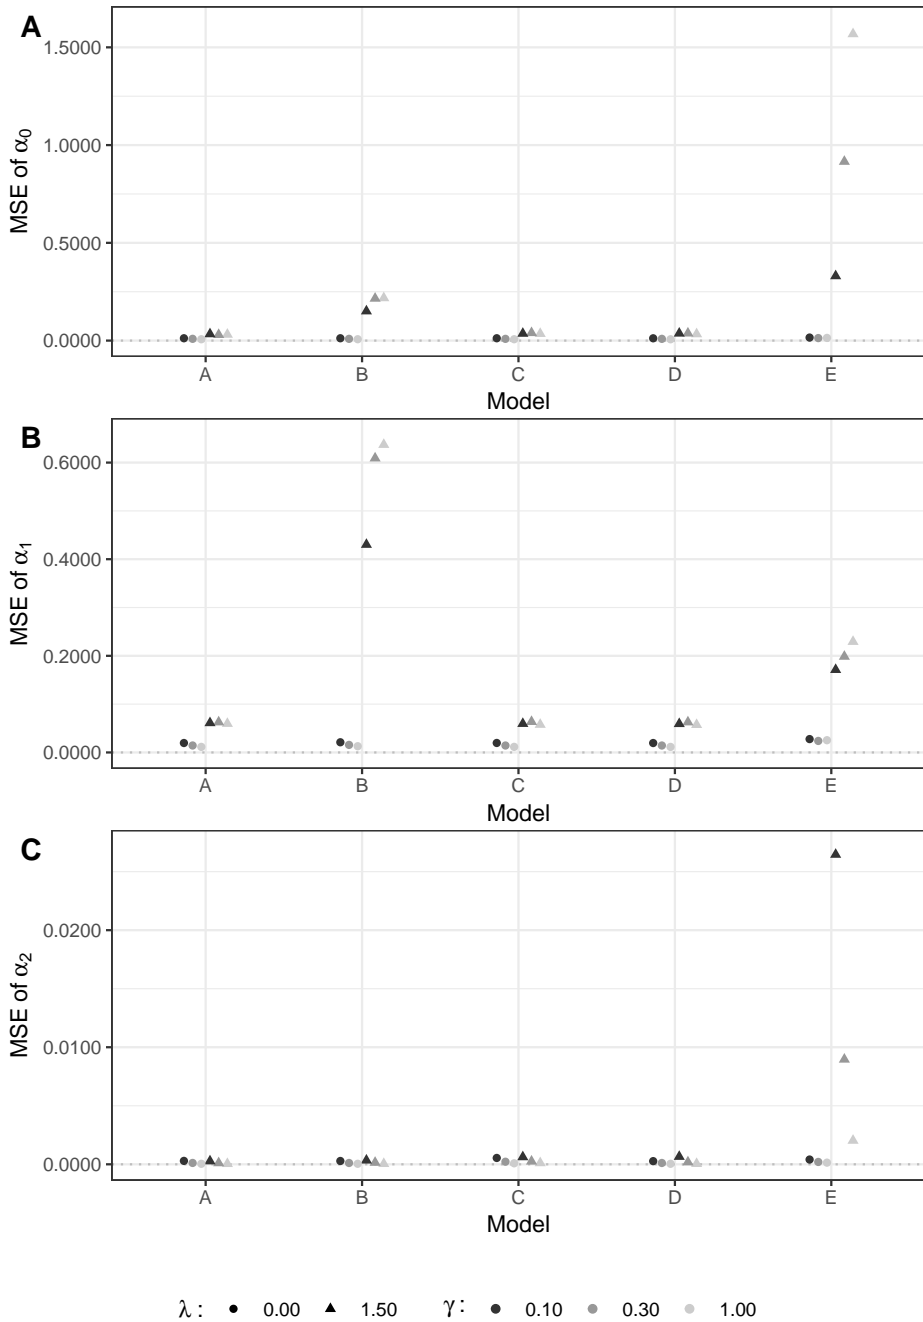 A
MSE of α0
1.5000
1.0000
0.5000
0.0000
A B C D E
Model
B
MSE of α1
0.6000
0.4000
0.2000
0.0000
A B C D E
Model
C
MSE of α2
0.0200
0.0100
0.0000
A B C D E
Model
λ: 0.00 1.50 γ: 0.10 0.30 1.00